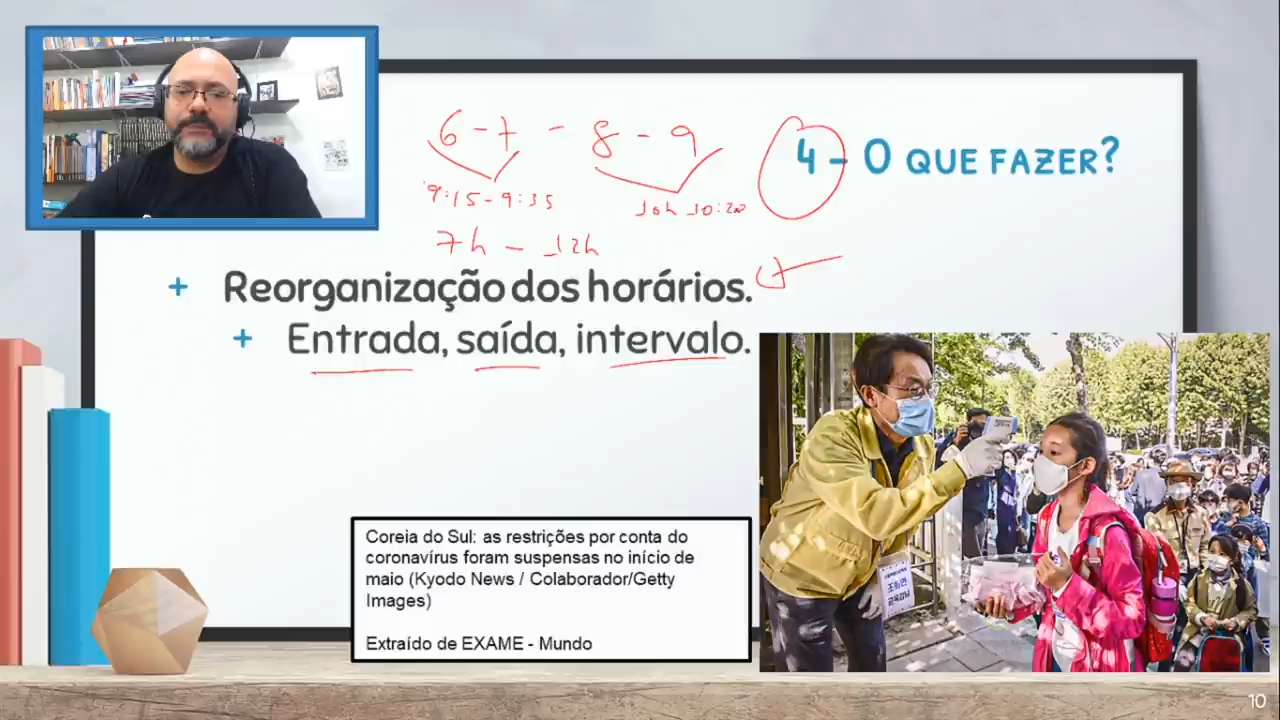 6 - 7 - 8 - 9
4 - O QUE FAZER?
9:15 - 9:35
10h 10:20
7h - 12h
+ Reorganização dos horários.
+ Entrada, saída, intervalo.
Coreia do Sul: as restrições por conta do
coronavírus foram suspensas no início de
maio (Kyodo News / Colaborador/Getty
Images)
Extraído de EXAME - Mundo
10